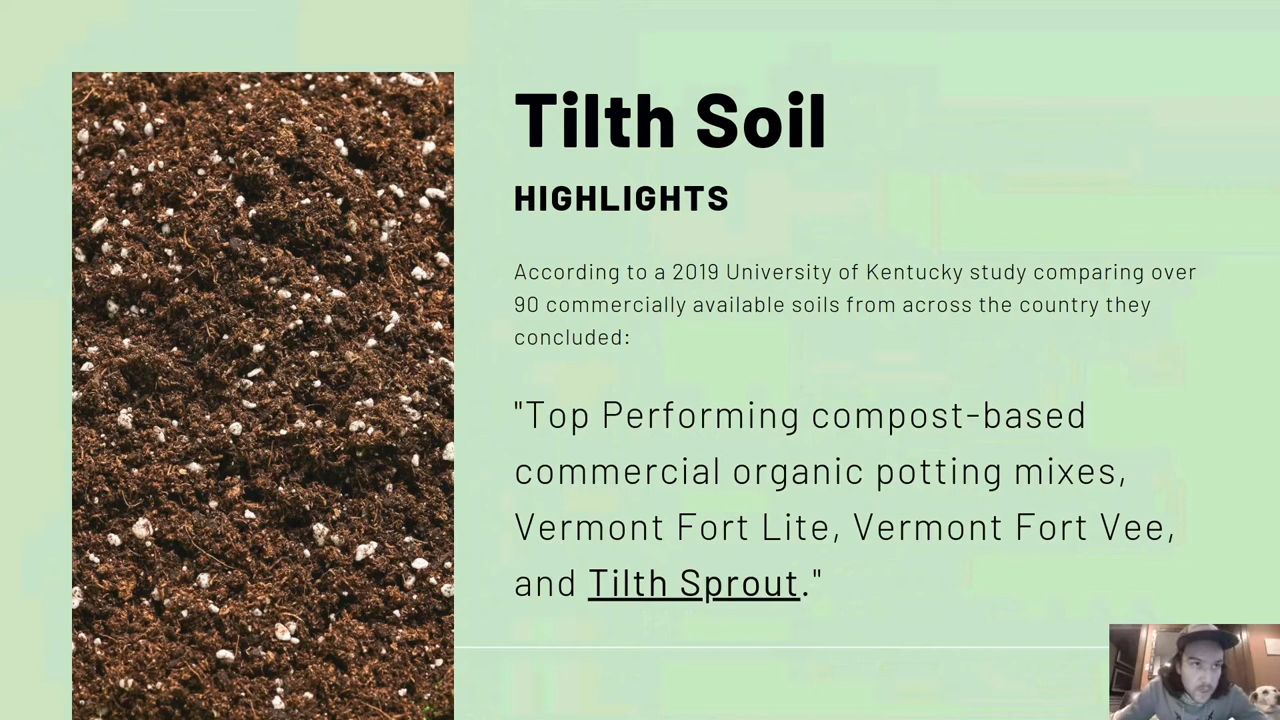 Tilth Soil
HIGHLIGHTS
According to a 2019 University of Kentucky study comparing over
90 commercially available soils from across the country they
concluded:
"Top Performing compost-based
commercial organic potting mixes,
Vermont Fort Lite, Vermont Fort Vee,
and Tilth Sprout."